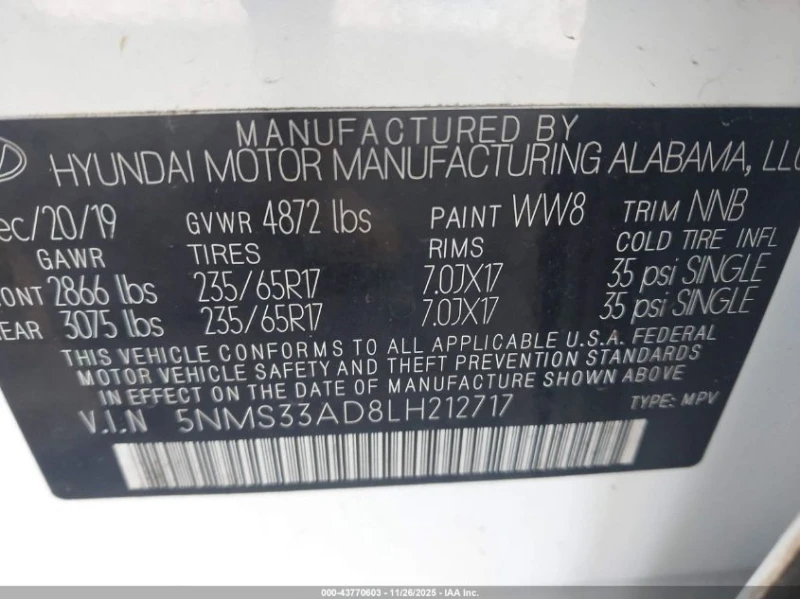 MANUFACTURED BY
HYUNDAI MOTOR MANUFACTURING ALABAMA, LLC
ec/20/19 GVWR 4872 lbs PAINT WW8 TRIM NNB
GAWR TIRES RIMS COLD TIRE INFL
ONT 2866 lbs 235/65R17 7.0JX17 35 psi SINGLE
EAR 3075 lbs 235/65R17 7.0JX17 35 psi SINGLE
THIS VEHICLE CONFORMS TO ALL APPLICABLE U.S.A. FEDERAL
MOTOR VEHICLE SAFETY AND THEFT PREVENTION STANDARDS
IN EFFECT ON THE DATE OF MANUFACTURE SHOWN ABOVE.
V.I.N 5NMS33AD8LH212717 TYPE: MPV
000-43770603 - 11/26/2025 - IAA Inc.